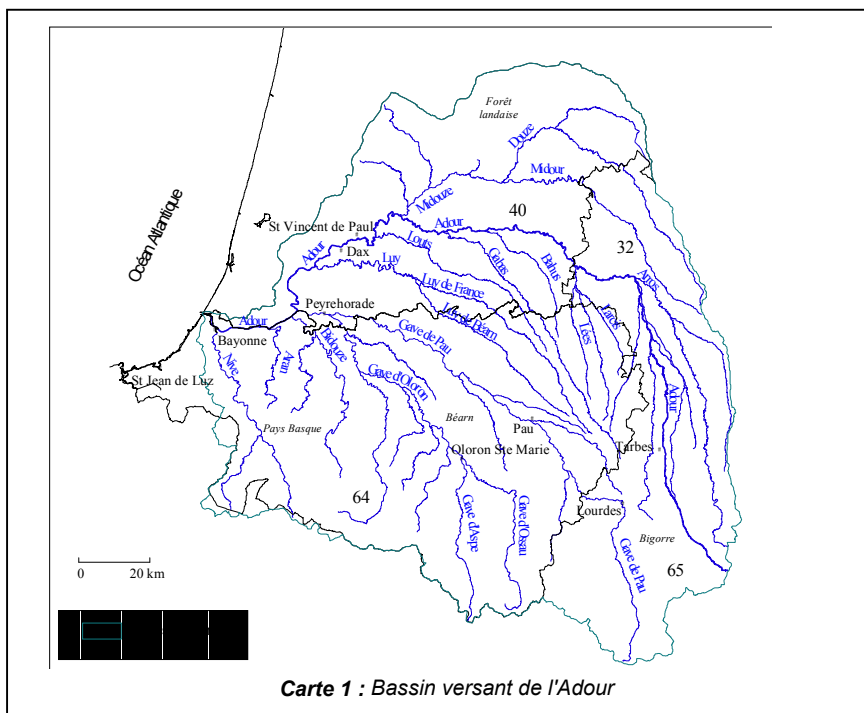 Forêt
landaise
Douze
Midour
Midouze
40
Océan Atlantique
St Vincent de Paul
Adour
32
Adour
Dax
Louts
Gabas
Bahus
Arros
Luy
Luy de France
Luy de Béarn
Peyrehorade
Larcis
Lées
Adour
Bayonne
Gave de Pau
Bidouze
Aran
Nive
Adour
St Jean de Luz
Gave d'Oloron
Pays Basque
Béarn
Pau
Oloron Ste Marie
Tarbes
64
Gave d'Aspe
Gave d'Ossau
Lourdes
Bigorre
Gave de Pau
65
0 20 km
Carte 1 : Bassin versant de l'Adour